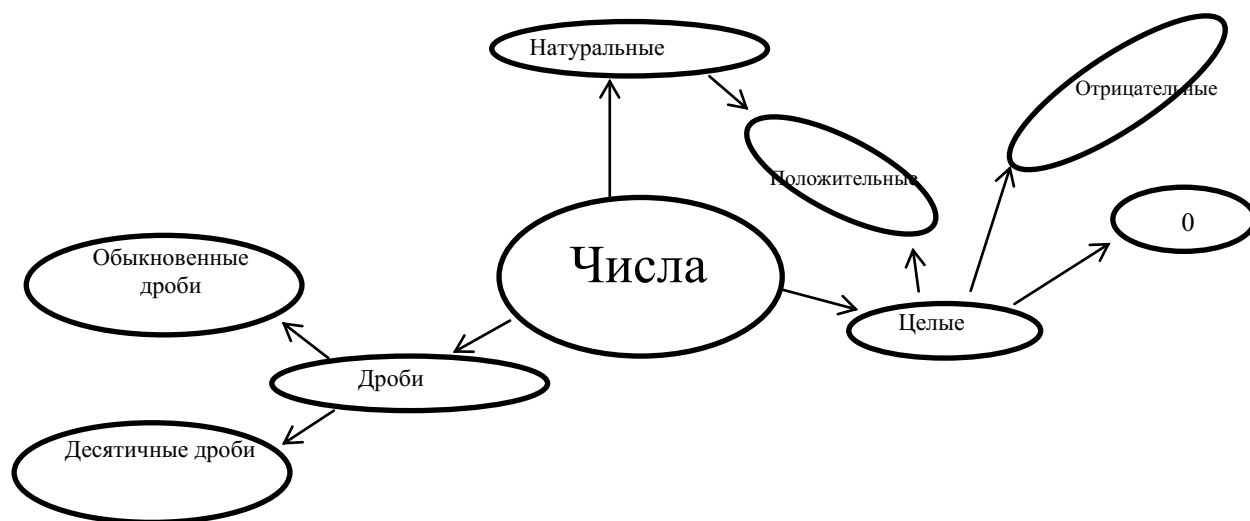 Натуральные
Отрицательные
Положительные
0
Числа
Обыкновенные
дроби
Целые
Дроби
Десятичные дроби